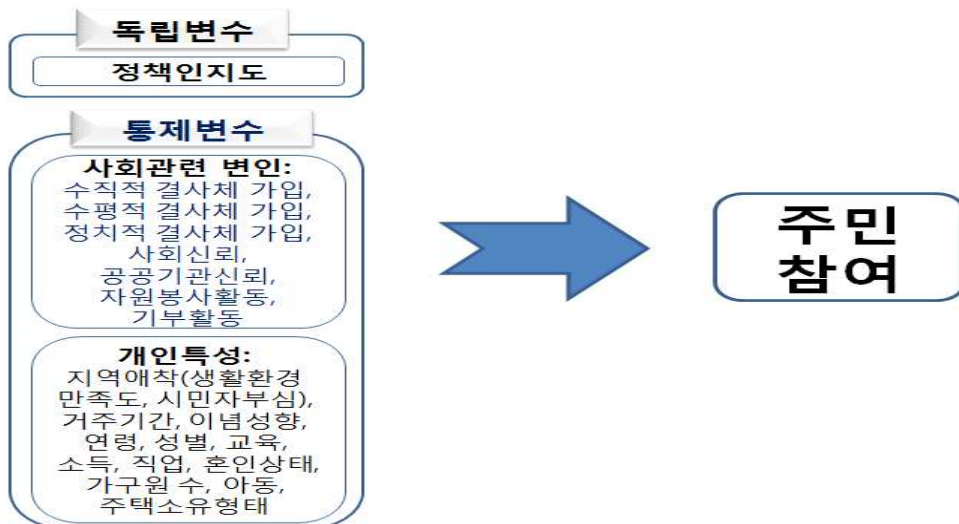 독립변수
정책인지도
통제변수
사회관련 변인:
수직적 결사체 가입,
수평적 결사체 가입,
정치적 결사체 가입,
사회신뢰,
공공기관신뢰,
자원봉사활동,
기부활동
개인특성:
지역애착(생활환경
만족도, 시민자부심),
거주기간, 이념성향,
연령, 성별, 교육,
소득, 직업, 혼인상태,
가구원 수, 아동,
주택소유형태
주민
참여